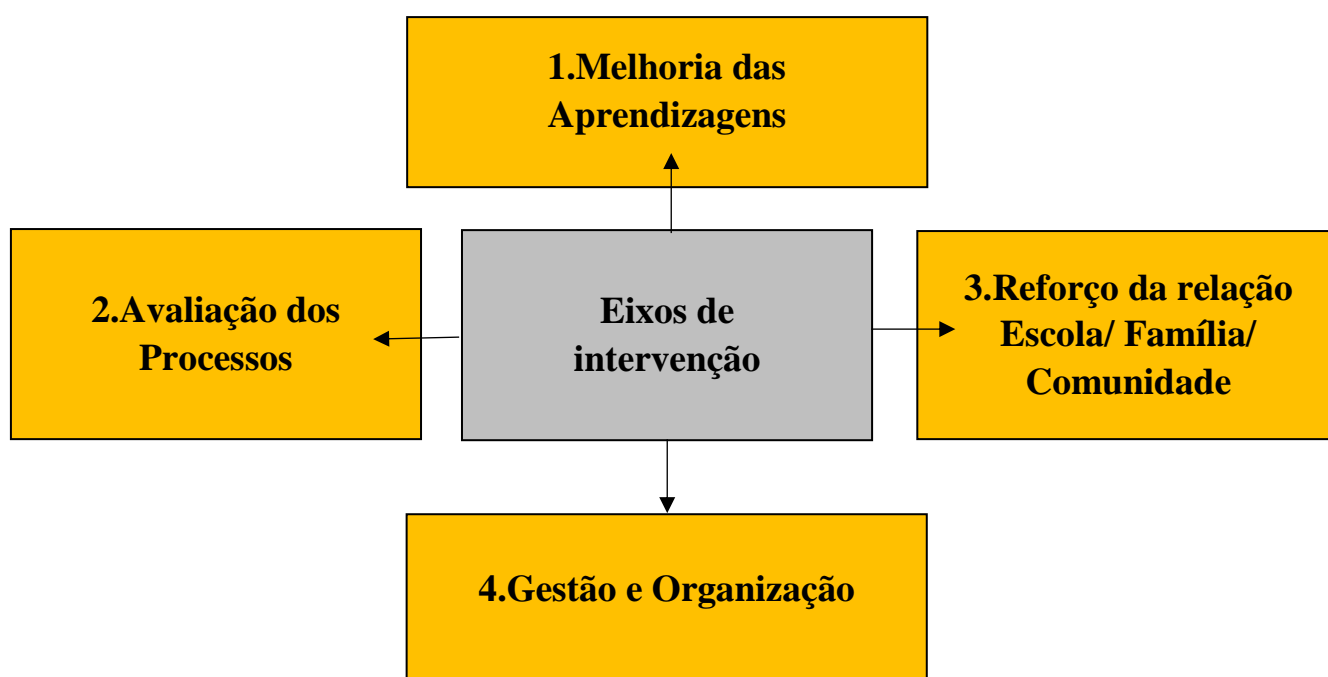 1.Melhoria das
Aprendizagens
2.Avaliação dos
Processos
Eixos de
intervenção
3.Reforço da relação
Escola/ Família/
Comunidade
4.Gestão e Organização